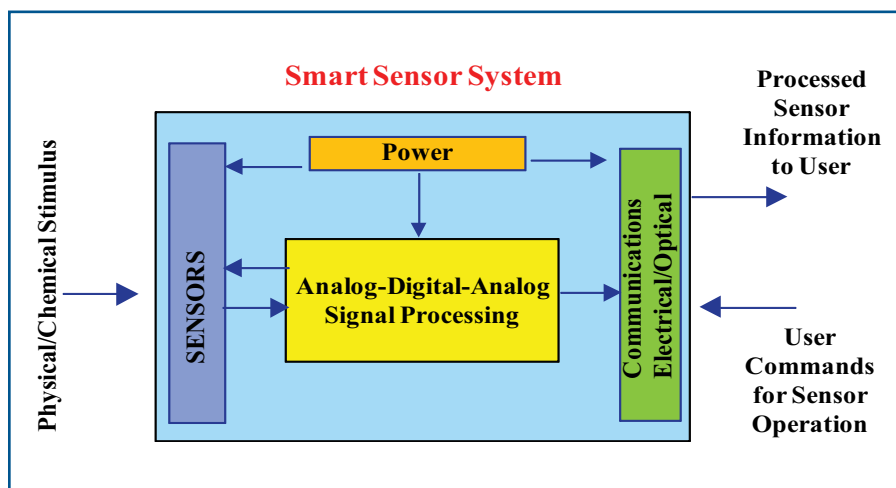 Smart Sensor System
Processed
Sensor
Information
to User
Physical/Chemical Stimulus
SENSORS
Power
Analog-Digital-Analog
Signal Processing
Communications
Electrical/Optical
User
Commands
for Sensor
Operation